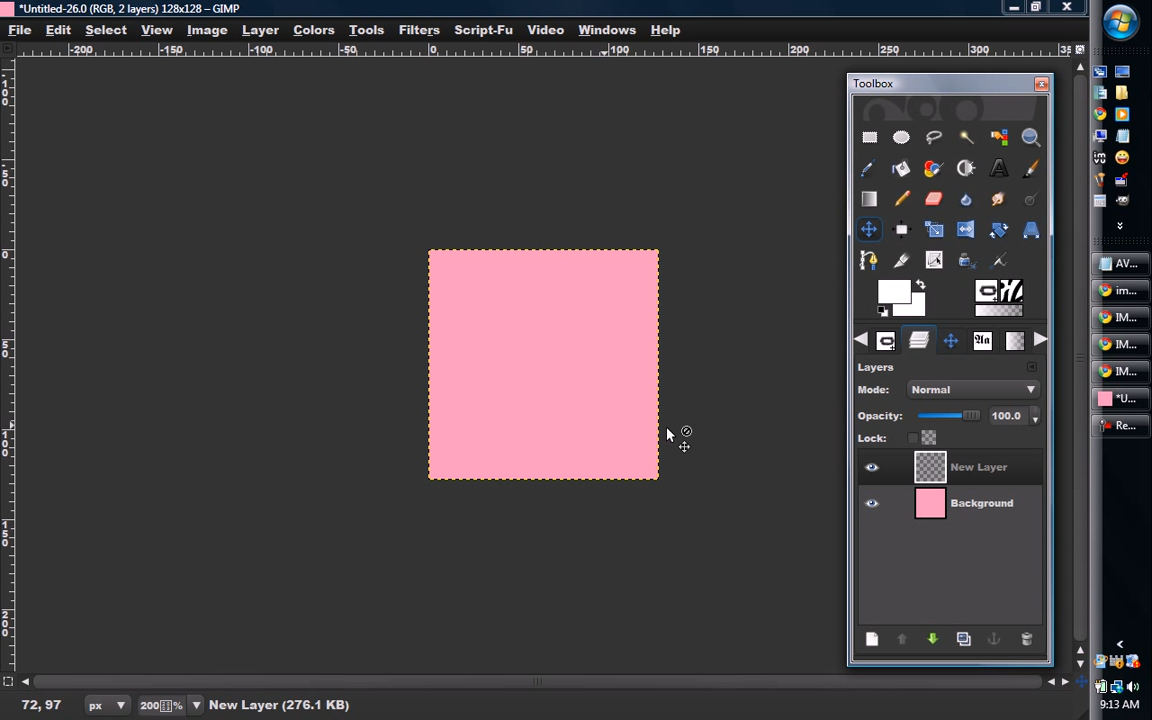 *Untitled-26.0 (RGB, 2 layers) 128x128 – GIMP
File Edit Select View Image Layer Colors Tools Filters Script-Fu Video Windows Help
-200 -150 -100 -50 0 50 100 150 200 250 300 35
Toolbox
Layers
Mode: Normal
Opacity: 100.0
Lock:
New Layer
Background
AV...
im...
IM...
IM...
IM...
*U...
Re...
9:13 AM
72, 97 px 200 % New Layer (276.1 KB)